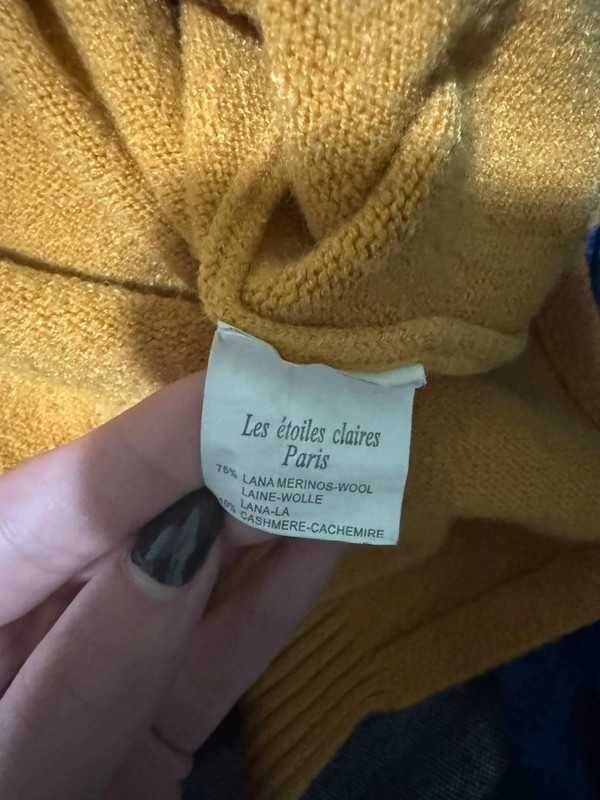 Les étoiles claires
Paris
75% LANA MERINOS-WOOL
LAINE-WOLLE
LANA-LA
CASHMERE-CACHEMIRE